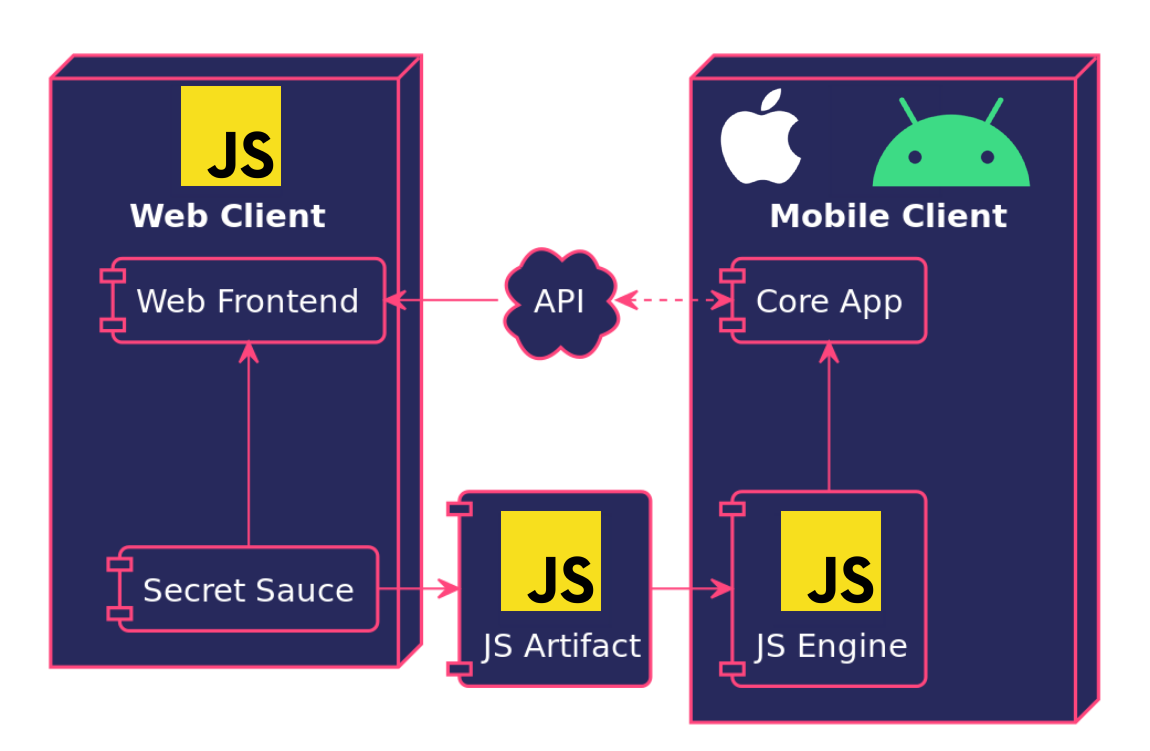 JS
Web Client
Mobile Client
Web Frontend
API
Core App
Secret Sauce
JS
JS Artifact
JS
JS Engine